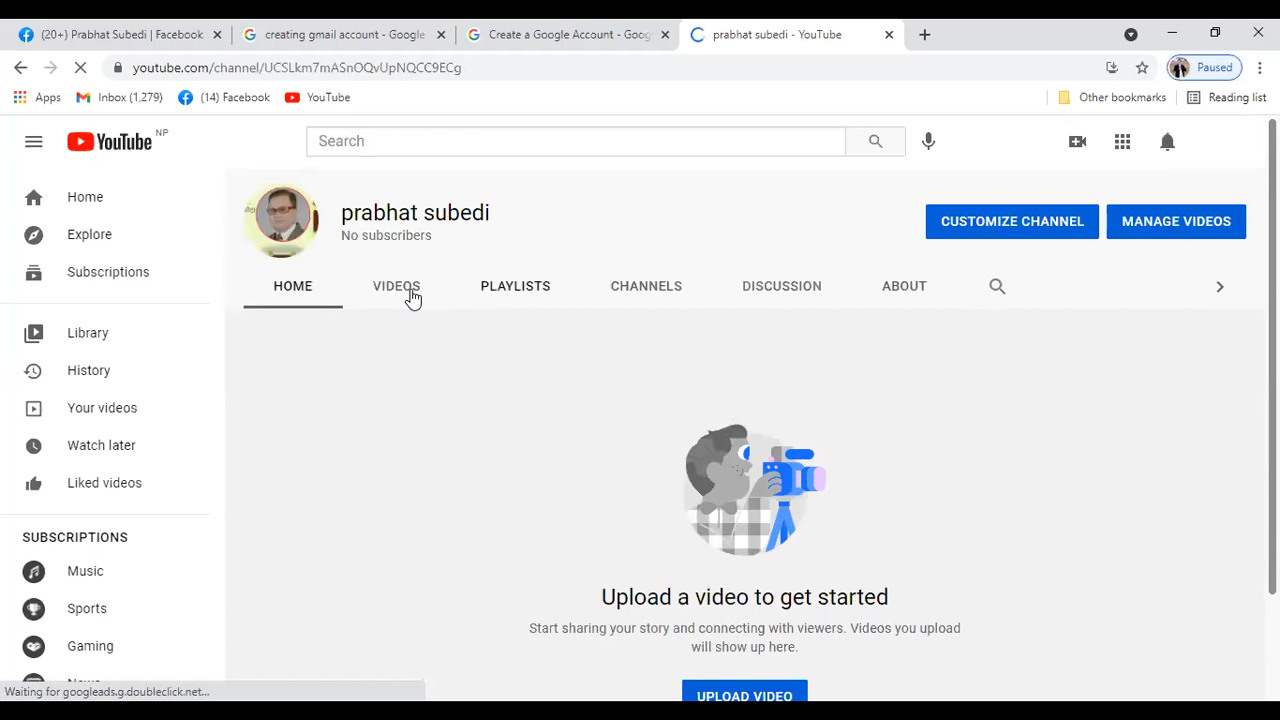 (20+) Prabhat Subedi | Facebook
creating gmail account - Google
Create a Google Account - Goog
prabhat subedi - YouTube
youtube.com/channel/UCSLkm7mASnOQvUpNQCC9ECg
Paused
Apps
Inbox (1,279)
(14) Facebook
YouTube
Other bookmarks
Reading list
YouTube NP
Search
Home
Explore
Subscriptions
Library
History
Your videos
Watch later
Liked videos
SUBSCRIPTIONS
Music
Sports
Gaming
prabhat subedi
No subscribers
CUSTOMIZE CHANNEL
MANAGE VIDEOS
HOME
VIDEOS
PLAYLISTS
CHANNELS
DISCUSSION
ABOUT
Upload a video to get started
Start sharing your story and connecting with viewers. Videos you upload
will show up here.
UPLOAD VIDEO
Waiting for googleads.g.doubleclick.net...